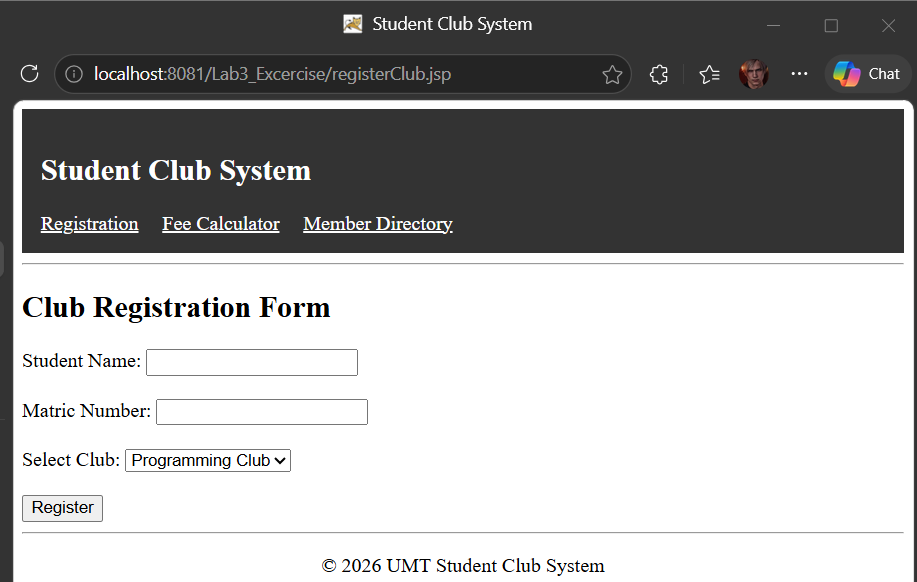 Student Club System
localhost:8081/Lab3_Excercise/registerClub.jsp
Chat
Student Club System
Registration Fee Calculator Member Directory
Club Registration Form
Student Name:
Matric Number:
Select Club: Programming Club
Register
© 2026 UMT Student Club System